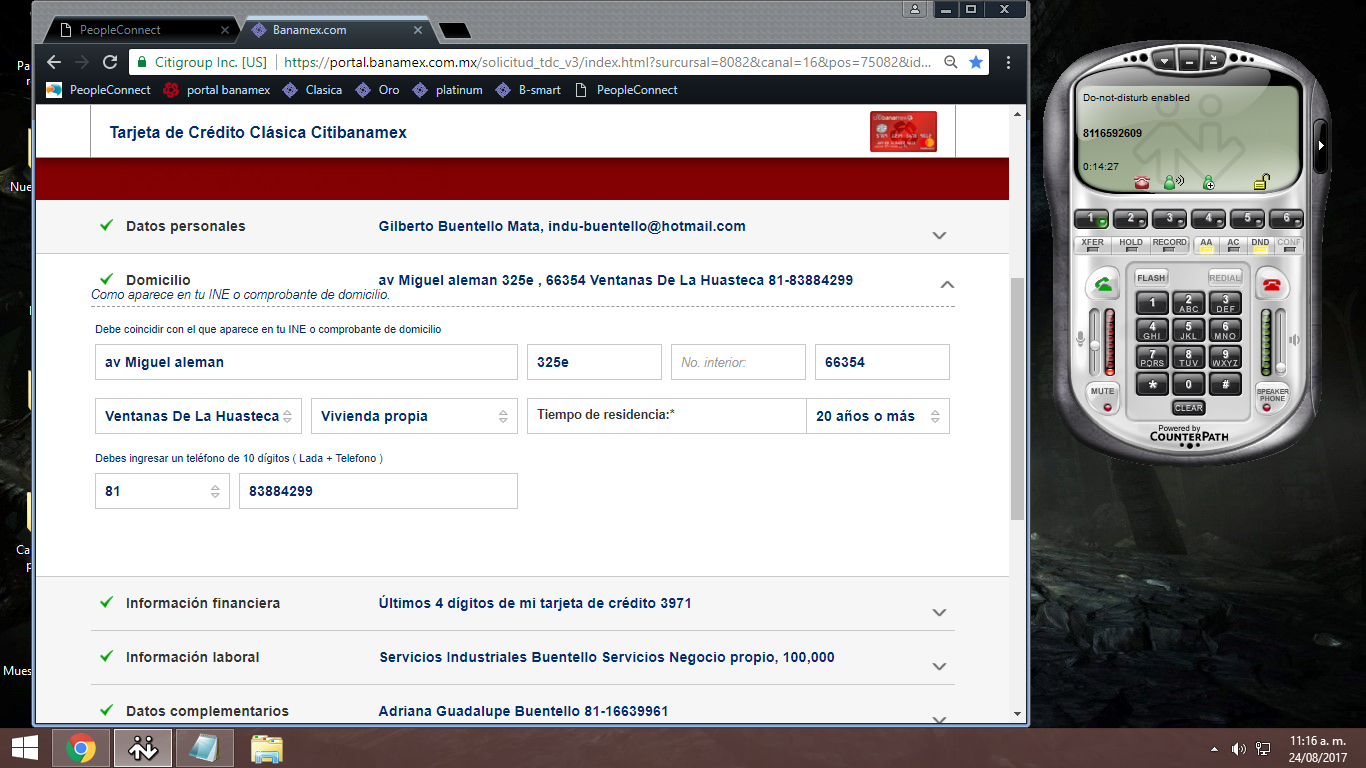 PeopleConnect
Banamex.com
Citigroup Inc. [US]
https://portal.banamex.com.mx/solicitud_tdc_v3/index.html?sursursal=8082&canal=16&pos=75082&id...
PeopleConnect
portal banamex
Clasica
Oro
platinum
B-smart
PeopleConnect
Tarjeta de Crédito Clásica Citibanamex
citibanamex
Datos personales
Gilberto Buentello Mata, indu-buentello@hotmail.com
Domicilio
av Miguel aleman 325e , 66354 Ventanas De La Huasteca 81-83884299
Como aparece en tu INE o comprobante de domicilio.
Debe coincidir con el que aparece en tu INE o comprobante de domicilio
av Miguel aleman
325e
No. interior:
66354
Ventanas De La Huasteca
Vivienda propia
Tiempo de residencia:*
20 años o más
Debes ingresar un teléfono de 10 dígitos ( Lada + Telefono )
81
83884299
Información financiera
Últimos 4 dígitos de mi tarjeta de crédito 3971
Información laboral
Servicios Industriales Buentello Servicios Negocio propio, 100,000
Datos complementarios
Adriana Guadalupe Buentello 81-16639961
Pa
r
Nue
Ca
p
Mues
Do-not-disturb enabled
8116592609
0:14:27
1 2 3 4 5 6
XFER HOLD RECORD AA AC DND CONF
FLASH REDIAL
1 2 ABC 3 DEF
4 GHI 5 JKL 6 MNO
7 PQRS 8 TUV 9 WXYZ
* 0 #
MUTE
SPEAKER PHONE
CLEAR
Powered by
COUNTERPATH
11:16 a. m.
24/08/2017